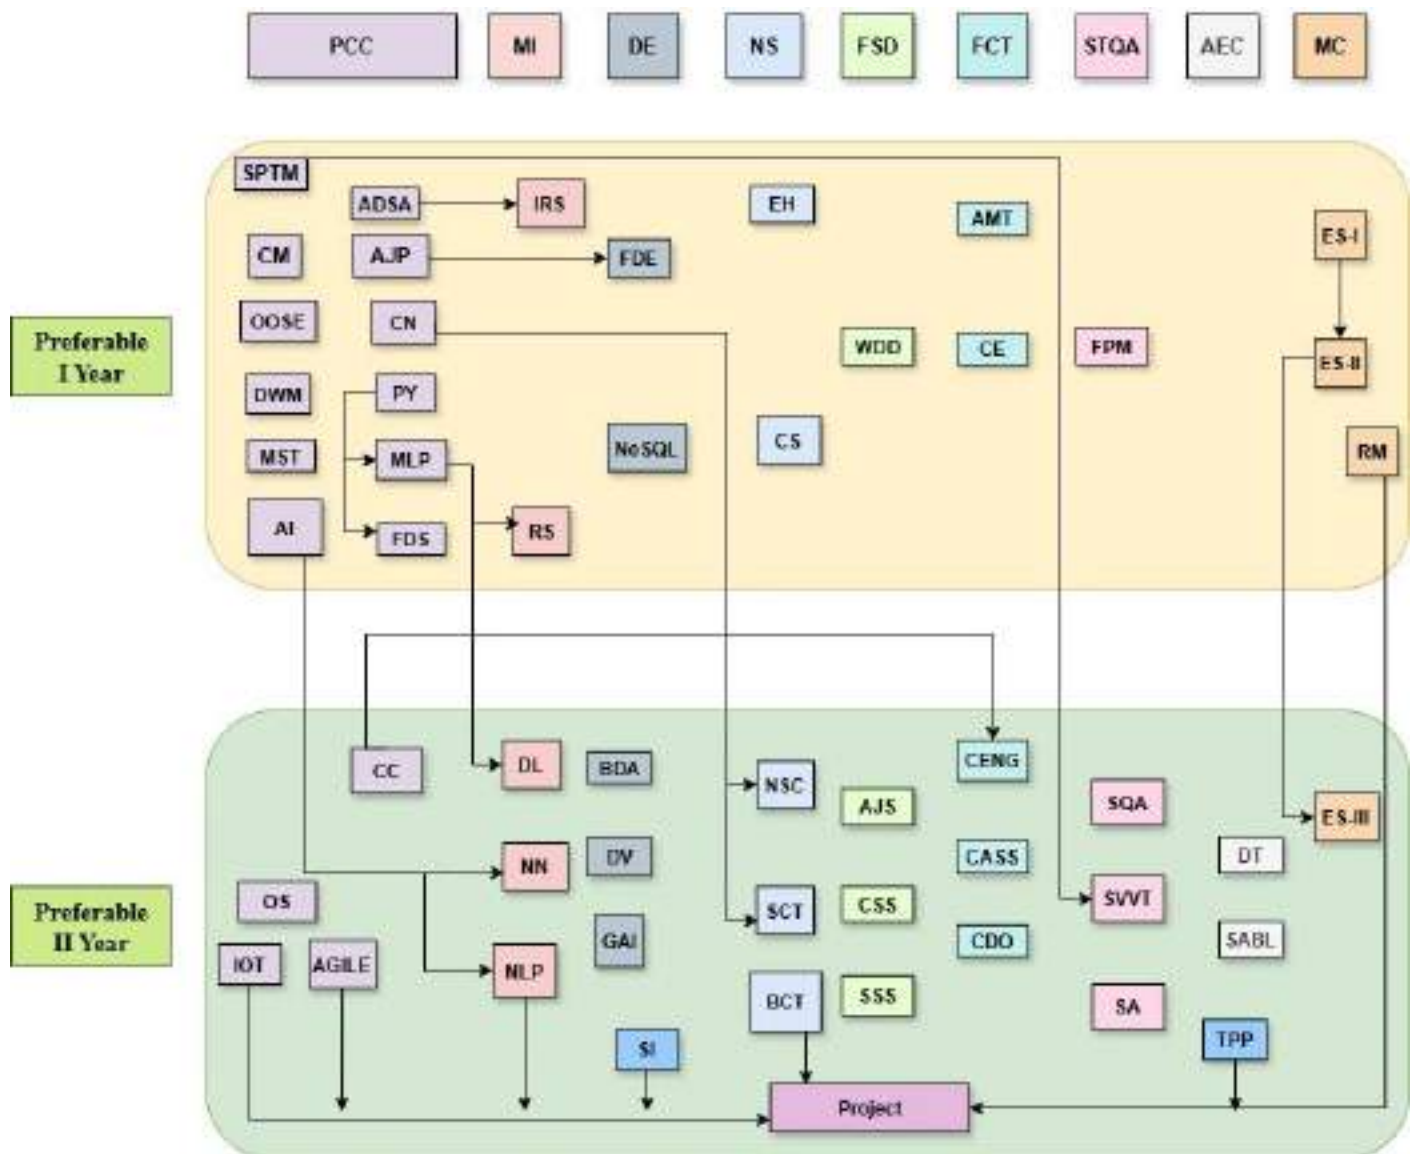 PCC
MI
DE
NS
FSD
FCT
STQA
AEC
MC
SPTM
ADSA
IRS
EH
AMT
ES-I
CM
AJP
FDE
OOSE
CN
WDD
CE
FPM
ES-II
Preferable
I Year
DWM
PY
NoSQL
CS
RM
MST
MLP
AI
FDS
RS
CC
DL
BDA
NSC
CENG
AJS
SQA
ES-III
NN
DV
CASS
DT
OS
SCT
CSS
SVVT
Preferable
II Year
GAI
CDO
SABL
IOT
AGILE
NLP
BCT
SSS
SA
SI
TPP
Project